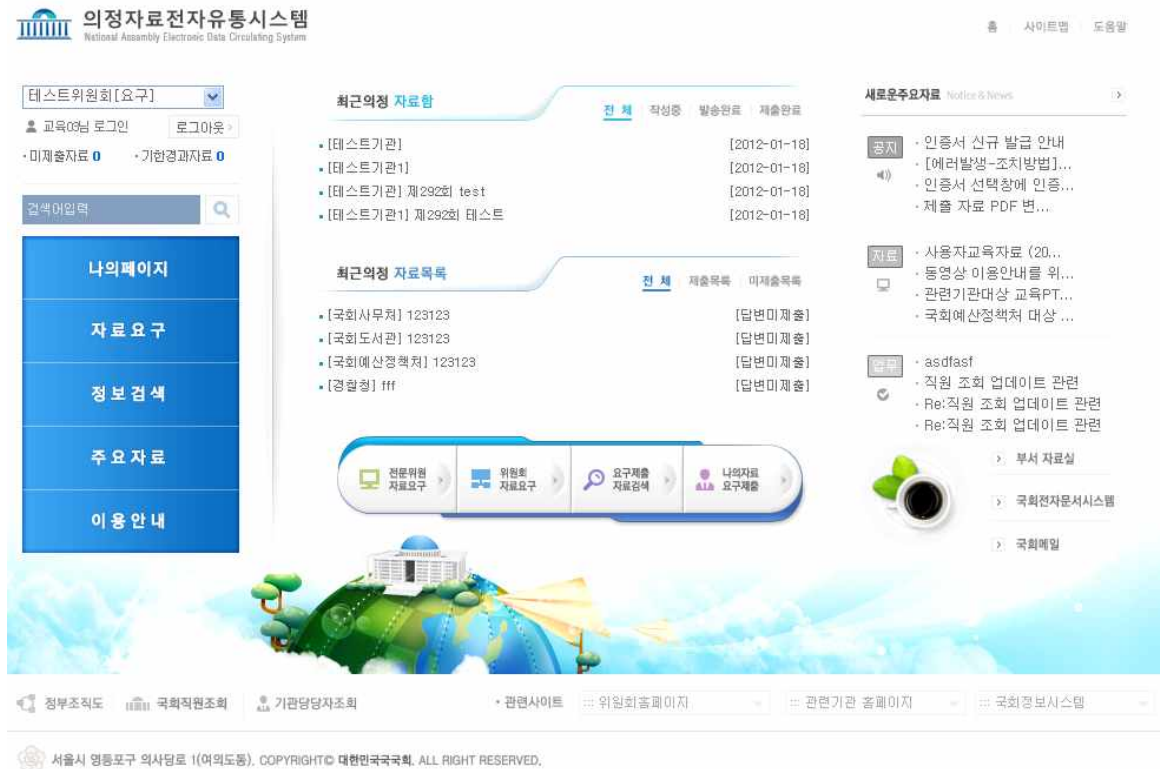 의정자료전자유통시스템
National Assembly Electronic Data Circulating System
홈 사이트맵 도움말
테스트위원회[요구]
교육03님 로그인 로그아웃
·미제출자료 0 ·기한경과자료 0
검색어입력
나의페이지
자료요구
정보검색
주요자료
이용안내
최근의정 자료함
전체 작성중 발송완료 제출완료
[테스트기관] [2012-01-18]
[테스트기관1] [2012-01-18]
[테스트기관] 제292회 test [2012-01-18]
[테스트기관1] 제292회 테스트 [2012-01-18]
최근의정 자료목록
전체 제출목록 미제출목록
[국회사무처] 123123 [답변미제출]
[국회도서관] 123123 [답변미제출]
[국회예산정책처] 123123 [답변미제출]
[경찰청] fff [답변미제출]
전문위원 자료요구
위원회 자료요구
요구제출 자료검색
나의자료 요구제출
새로운주요자료 Notice & News
공지
· 인증서 신규 발급 안내
· [에러발생-조치방법]...
· 인증서 선택창에 인증...
· 제출 자료 PDF 변...
자료
· 사용자교육자료 (20...
· 동영상 이용안내를 위...
· 관련기관대상 교육PT...
· 국회예산정책처 대상 ...
업무
· asdfasf
· 직원 조회 업데이트 관련
· Re:직원 조회 업데이트 관련
· Re:직원 조회 업데이트 관련
부서 자료실
국회전자문서시스템
국회메일
정부조직도 국회직원조회 기관담당자조회
·관련사이트 ::: 위원회홈페이지 ::: 관련기관 홈페이지 ::: 국회정보시스템
서울시 영등포구 의사당로 1(여의도동), COPYRIGHT© 대한민국국회. ALL RIGHT RESERVED.